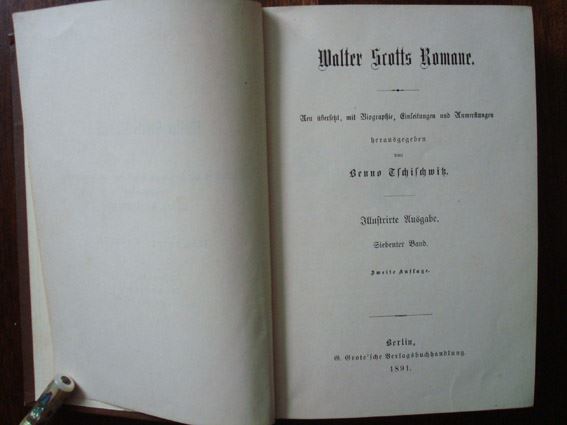 Walter Scotts Romane.
Neu übersetzt, mit Biographie, Einleitungen und Anmerkungen
herausgegeben
von
Benno Tschischwitz.
Illustrirte Ausgabe.
Siebenter Band.
Zweite Auflage.
Berlin,
G. Grote'sche Verlagsbuchhandlung.
1891.